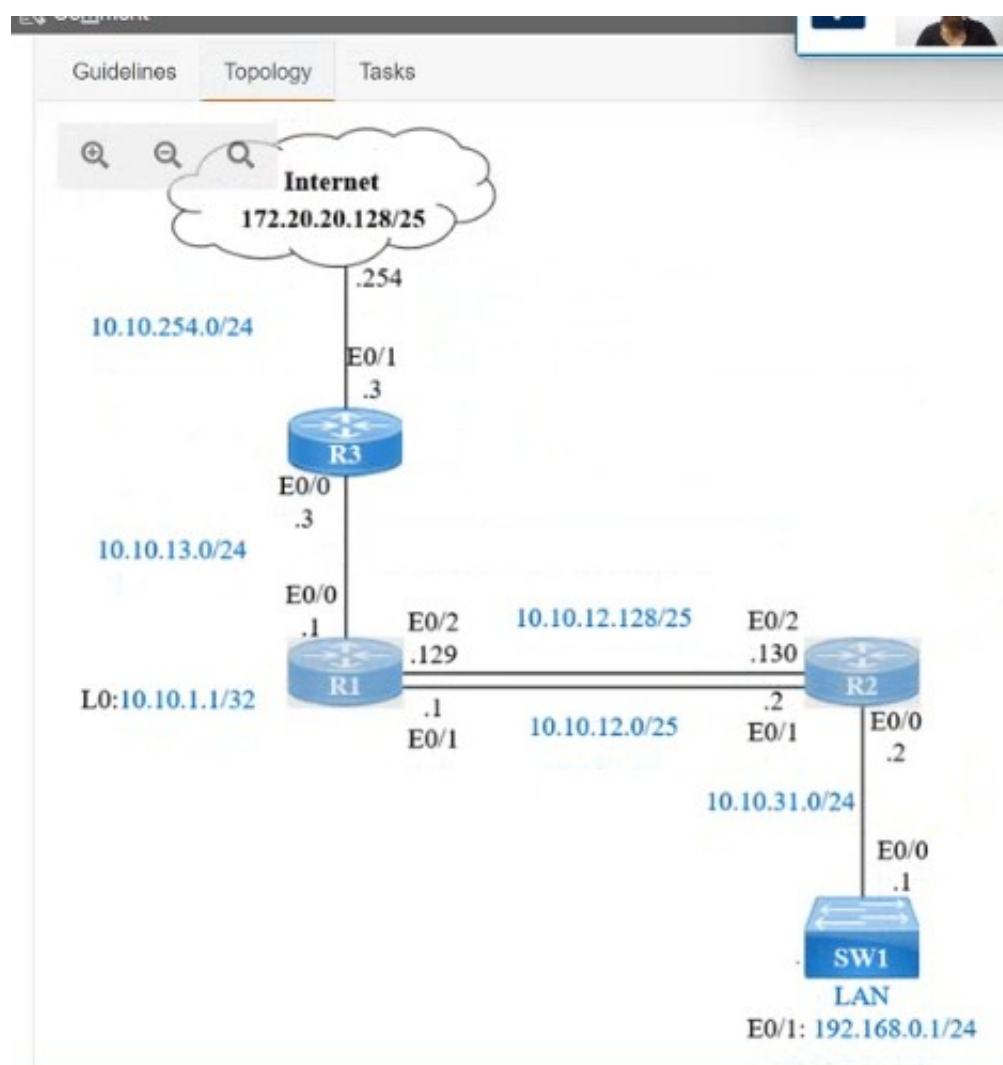 Comment
Guidelines Topology Tasks
Internet
172.20.20.128/25
.254
10.10.254.0/24
E0/1
.3
R3
E0/0
.3
10.10.13.0/24
E0/0
.1
E0/2
10.10.12.128/25
E0/2
.129
.130
R1
R2
L0:10.10.1.1/32
.1
10.10.12.0/25
.2
E0/1
E0/1
E0/0
.2
10.10.31.0/24
E0/0
.1
SW1
LAN
E0/1: 192.168.0.1/24